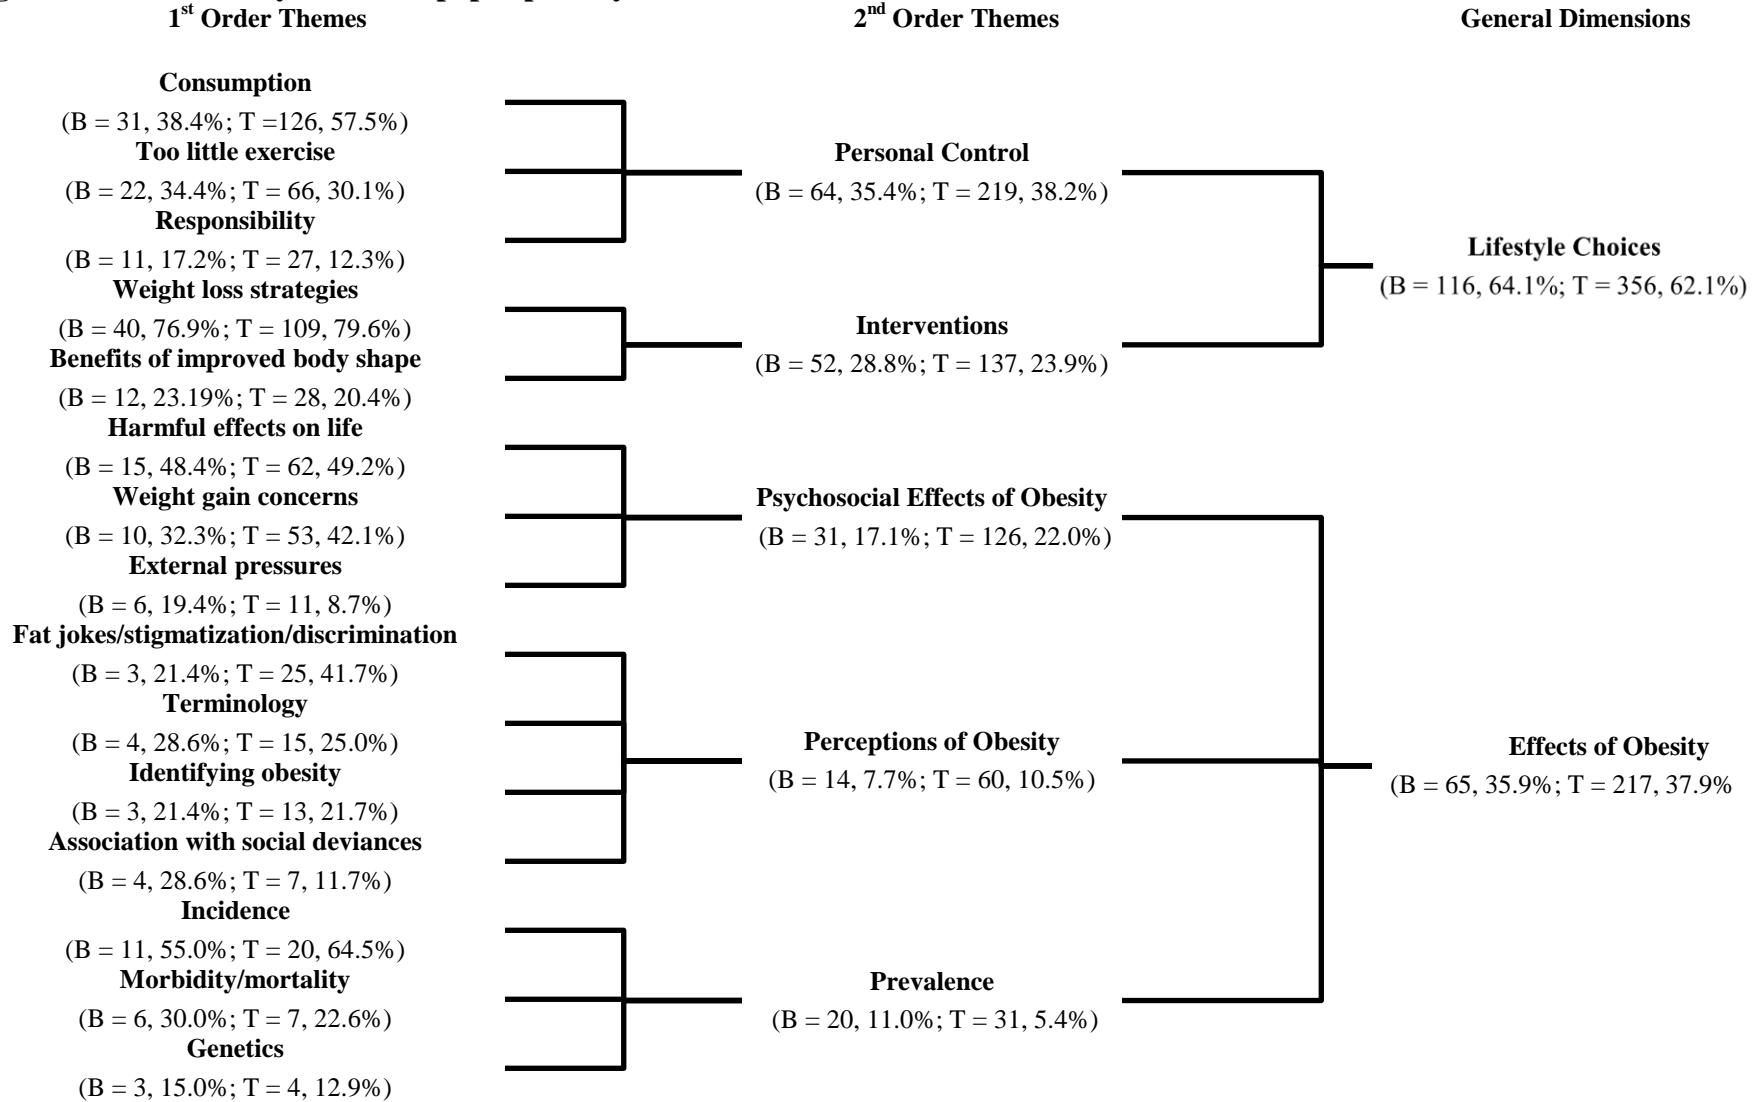 1st Order Themes
2nd Order Themes
General Dimensions
Consumption
(B = 31, 38.4%; T =126, 57.5%)
Too little exercise
(B = 22, 34.4%; T = 66, 30.1%)
Responsibility
(B = 11, 17.2%; T = 27, 12.3%)
Weight loss strategies
(B = 40, 76.9%; T = 109, 79.6%)
Benefits of improved body shape
(B = 12, 23.19%; T = 28, 20.4%)
Harmful effects on life
(B = 15, 48.4%; T = 62, 49.2%)
Weight gain concerns
(B = 10, 32.3%; T = 53, 42.1%)
External pressures
(B = 6, 19.4%; T = 11, 8.7%)
Fat jokes/stigmatization/discrimination
(B = 3, 21.4%; T = 25, 41.7%)
Terminology
(B = 4, 28.6%; T = 15, 25.0%)
Identifying obesity
(B = 3, 21.4%; T = 13, 21.7%)
Association with social deviances
(B = 4, 28.6%; T = 7, 11.7%)
Incidence
(B = 11, 55.0%; T = 20, 64.5%)
Morbidity/mortality
(B = 6, 30.0%; T = 7, 22.6%)
Genetics
(B = 3, 15.0%; T = 4, 12.9%)
Personal Control
(B = 64, 35.4%; T = 219, 38.2%)
Interventions
(B = 52, 28.8%; T = 137, 23.9%)
Psychosocial Effects of Obesity
(B = 31, 17.1%; T = 126, 22.0%)
Perceptions of Obesity
(B = 14, 7.7%; T = 60, 10.5%)
Prevalence
(B = 20, 11.0%; T = 31, 5.4%)
Lifestyle Choices
(B = 116, 64.1%; T = 356, 62.1%)
Effects of Obesity
(B = 65, 35.9%; T = 217, 37.9%